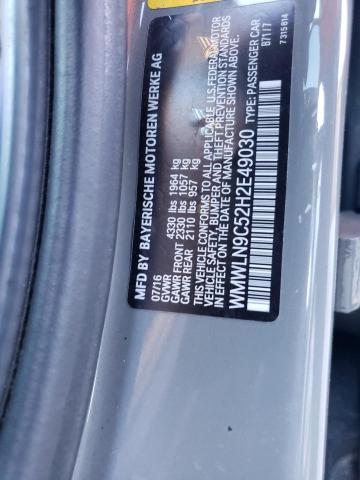 MFD BY BAYERISCHE MOTOREN WERKE AG
07/16
GVWR 4330 lbs 1964 kg
GAWR FRONT 2330 lbs 1057 kg
GAWR REAR 2110 lbs 957 kg
THIS VEHICLE CONFORMS TO ALL APPLICABLE U.S. FEDERAL MOTOR
VEHICLE SAFETY, BUMPER AND THEFT PREVENTION STANDARDS
IN EFFECT ON THE DATE OF MANUFACTURE SHOWN ABOVE.
WMWLN9C52H2E49030 TYPE: PASSENGER CAR
B7117
7315814